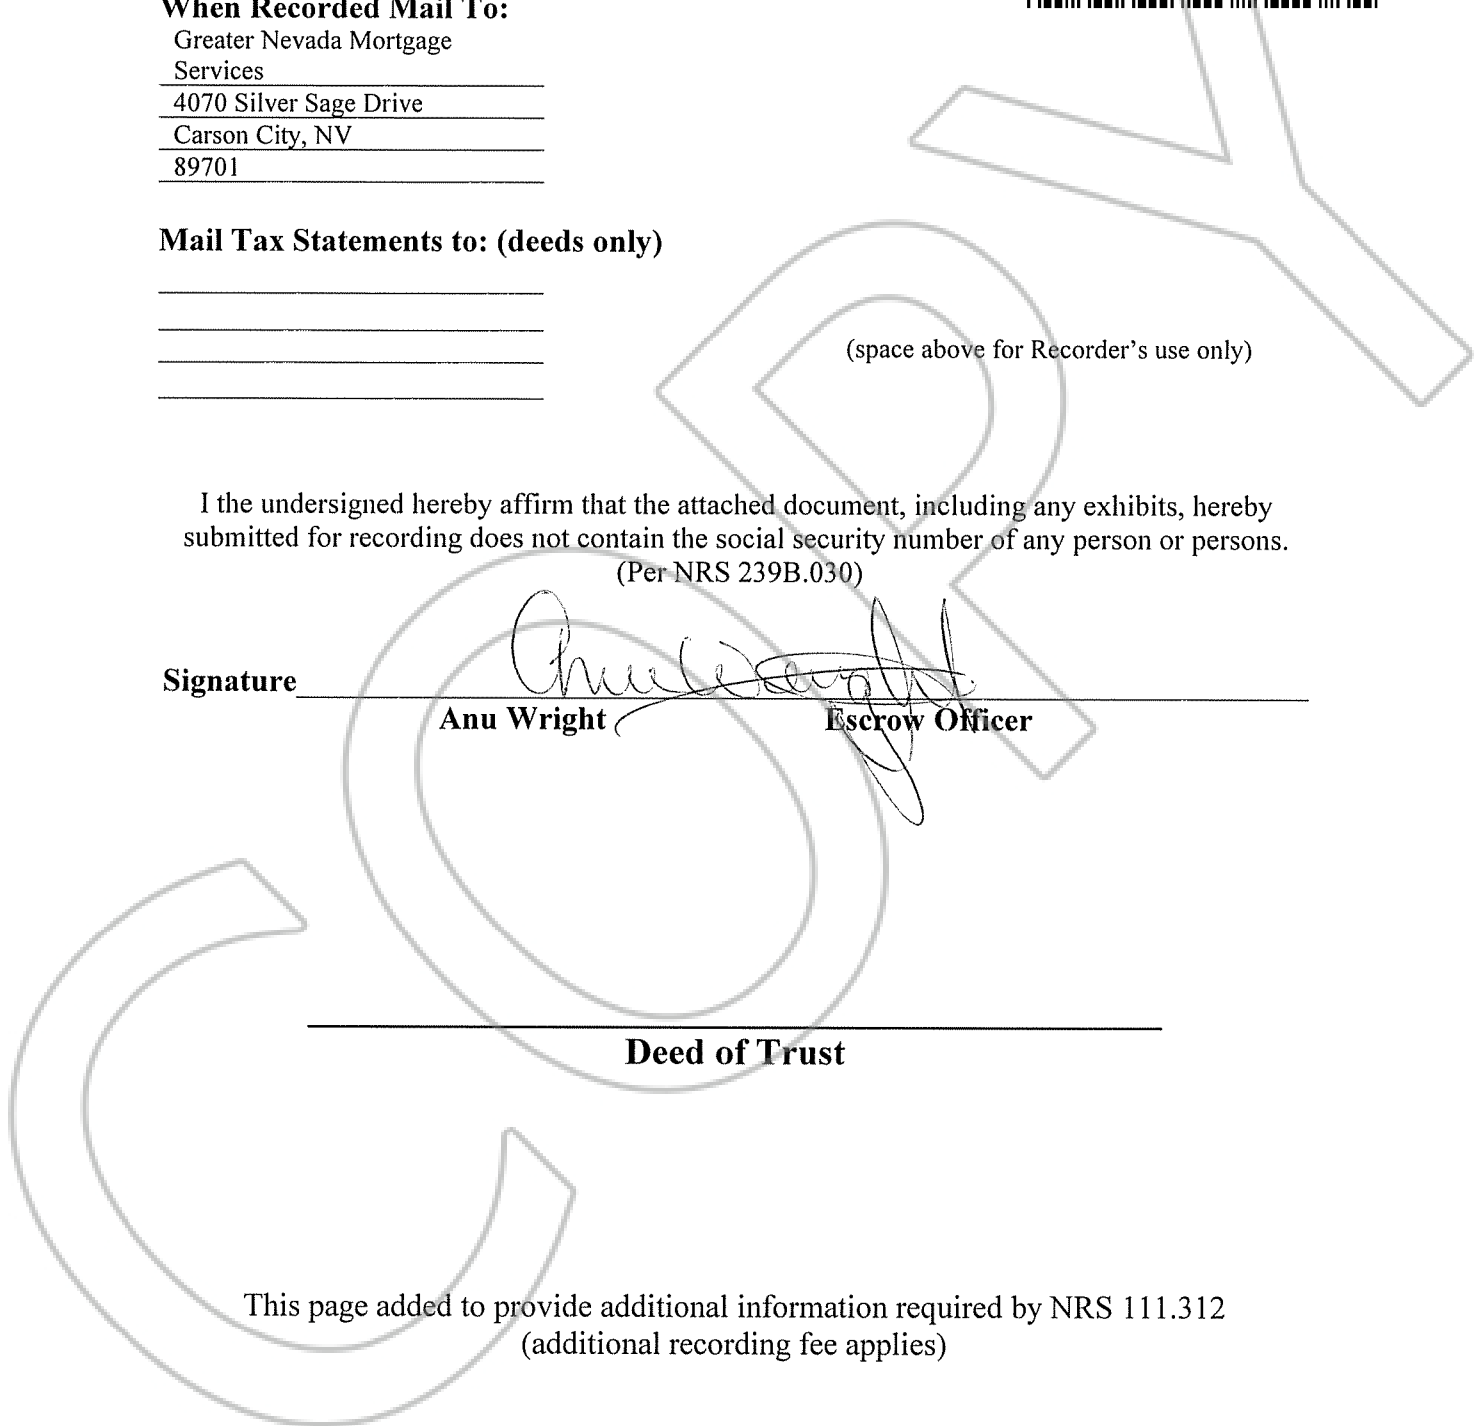 When Recorded Mail To:
Greater Nevada Mortgage
Services
4070 Silver Sage Drive
Carson City, NV
89701
Mail Tax Statements to: (deeds only)
(space above for Recorder's use only)
I the undersigned hereby affirm that the attached document, including any exhibits, hereby
submitted for recording does not contain the social security number of any person or persons.
(Per NRS 239B.030)
Anu Wright
Signature
Anu Wright Escrow Officer
Deed of Trust
This page added to provide additional information required by NRS 111.312
(additional recording fee applies)
COPY